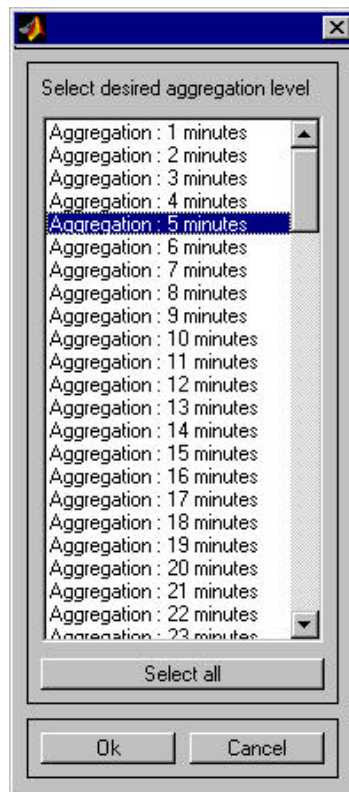 Select desired aggregation level
Aggregation : 1 minutes
Aggregation : 2 minutes
Aggregation : 3 minutes
Aggregation : 4 minutes
Aggregation : 5 minutes
Aggregation : 6 minutes
Aggregation : 7 minutes
Aggregation : 8 minutes
Aggregation : 9 minutes
Aggregation : 10 minutes
Aggregation : 11 minutes
Aggregation : 12 minutes
Aggregation : 13 minutes
Aggregation : 14 minutes
Aggregation : 15 minutes
Aggregation : 16 minutes
Aggregation : 17 minutes
Aggregation : 18 minutes
Aggregation : 19 minutes
Aggregation : 20 minutes
Aggregation : 21 minutes
Aggregation : 22 minutes
Aggregation : 23 minutes
Select all
Ok Cancel